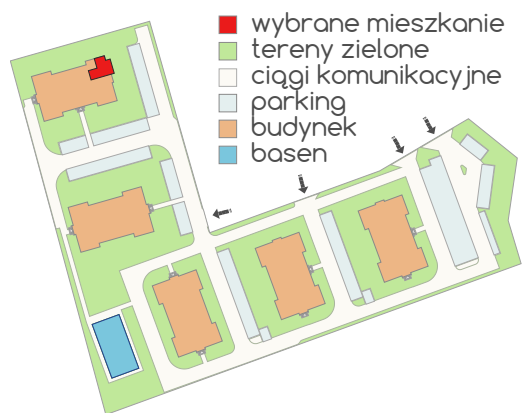 wybrane mieszkanie
tereny zielone
ciągi komunikacyjne
parking
budynek
basen